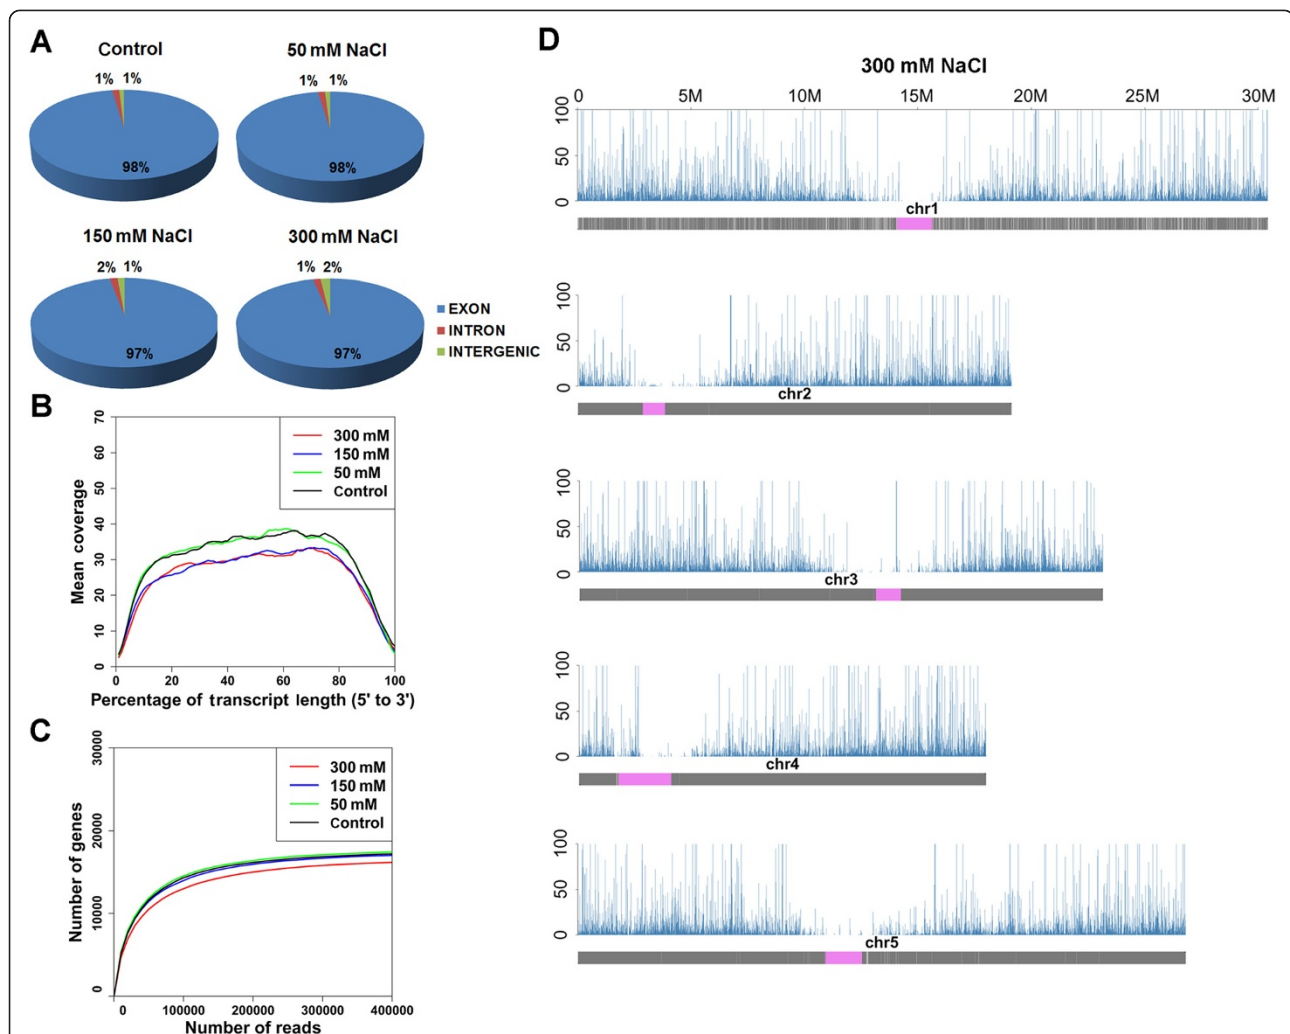 A
Control
50 mM NaCl
1% 1%
1% 1%
98%
98%
150 mM NaCl
300 mM NaCl
2% 1%
1% 2%
97%
97%
EXON
INTRON
INTERGENIC
B
70
60
50
40
30
20
10
0
Mean coverage
300 mM
150 mM
50 mM
Control
0 20 40 60 80 100
Percentage of transcript length (5' to 3')
C
30000
20000
10000
0
Number of genes
300 mM
150 mM
50 mM
Control
0 100000 200000 300000 400000
Number of reads
D
300 mM NaCl
0 5M 10M 15M 20M 25M 30M
100
50
0
chr1
100
50
0
chr2
100
50
0
chr3
100
50
0
chr4
100
50
0
chr5